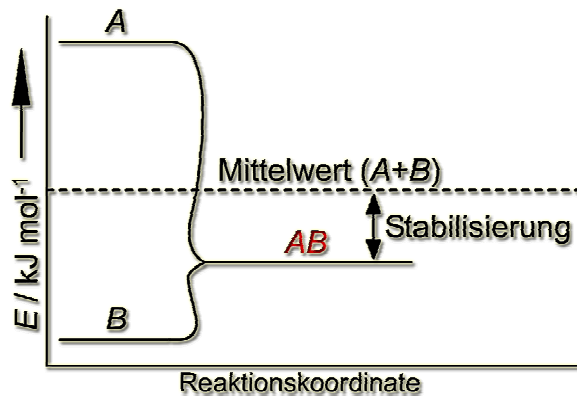 A
E / kJ mol⁻¹
Mittelwert (A+B)
Stabilisierung
AB
B
Reaktionskoordinate